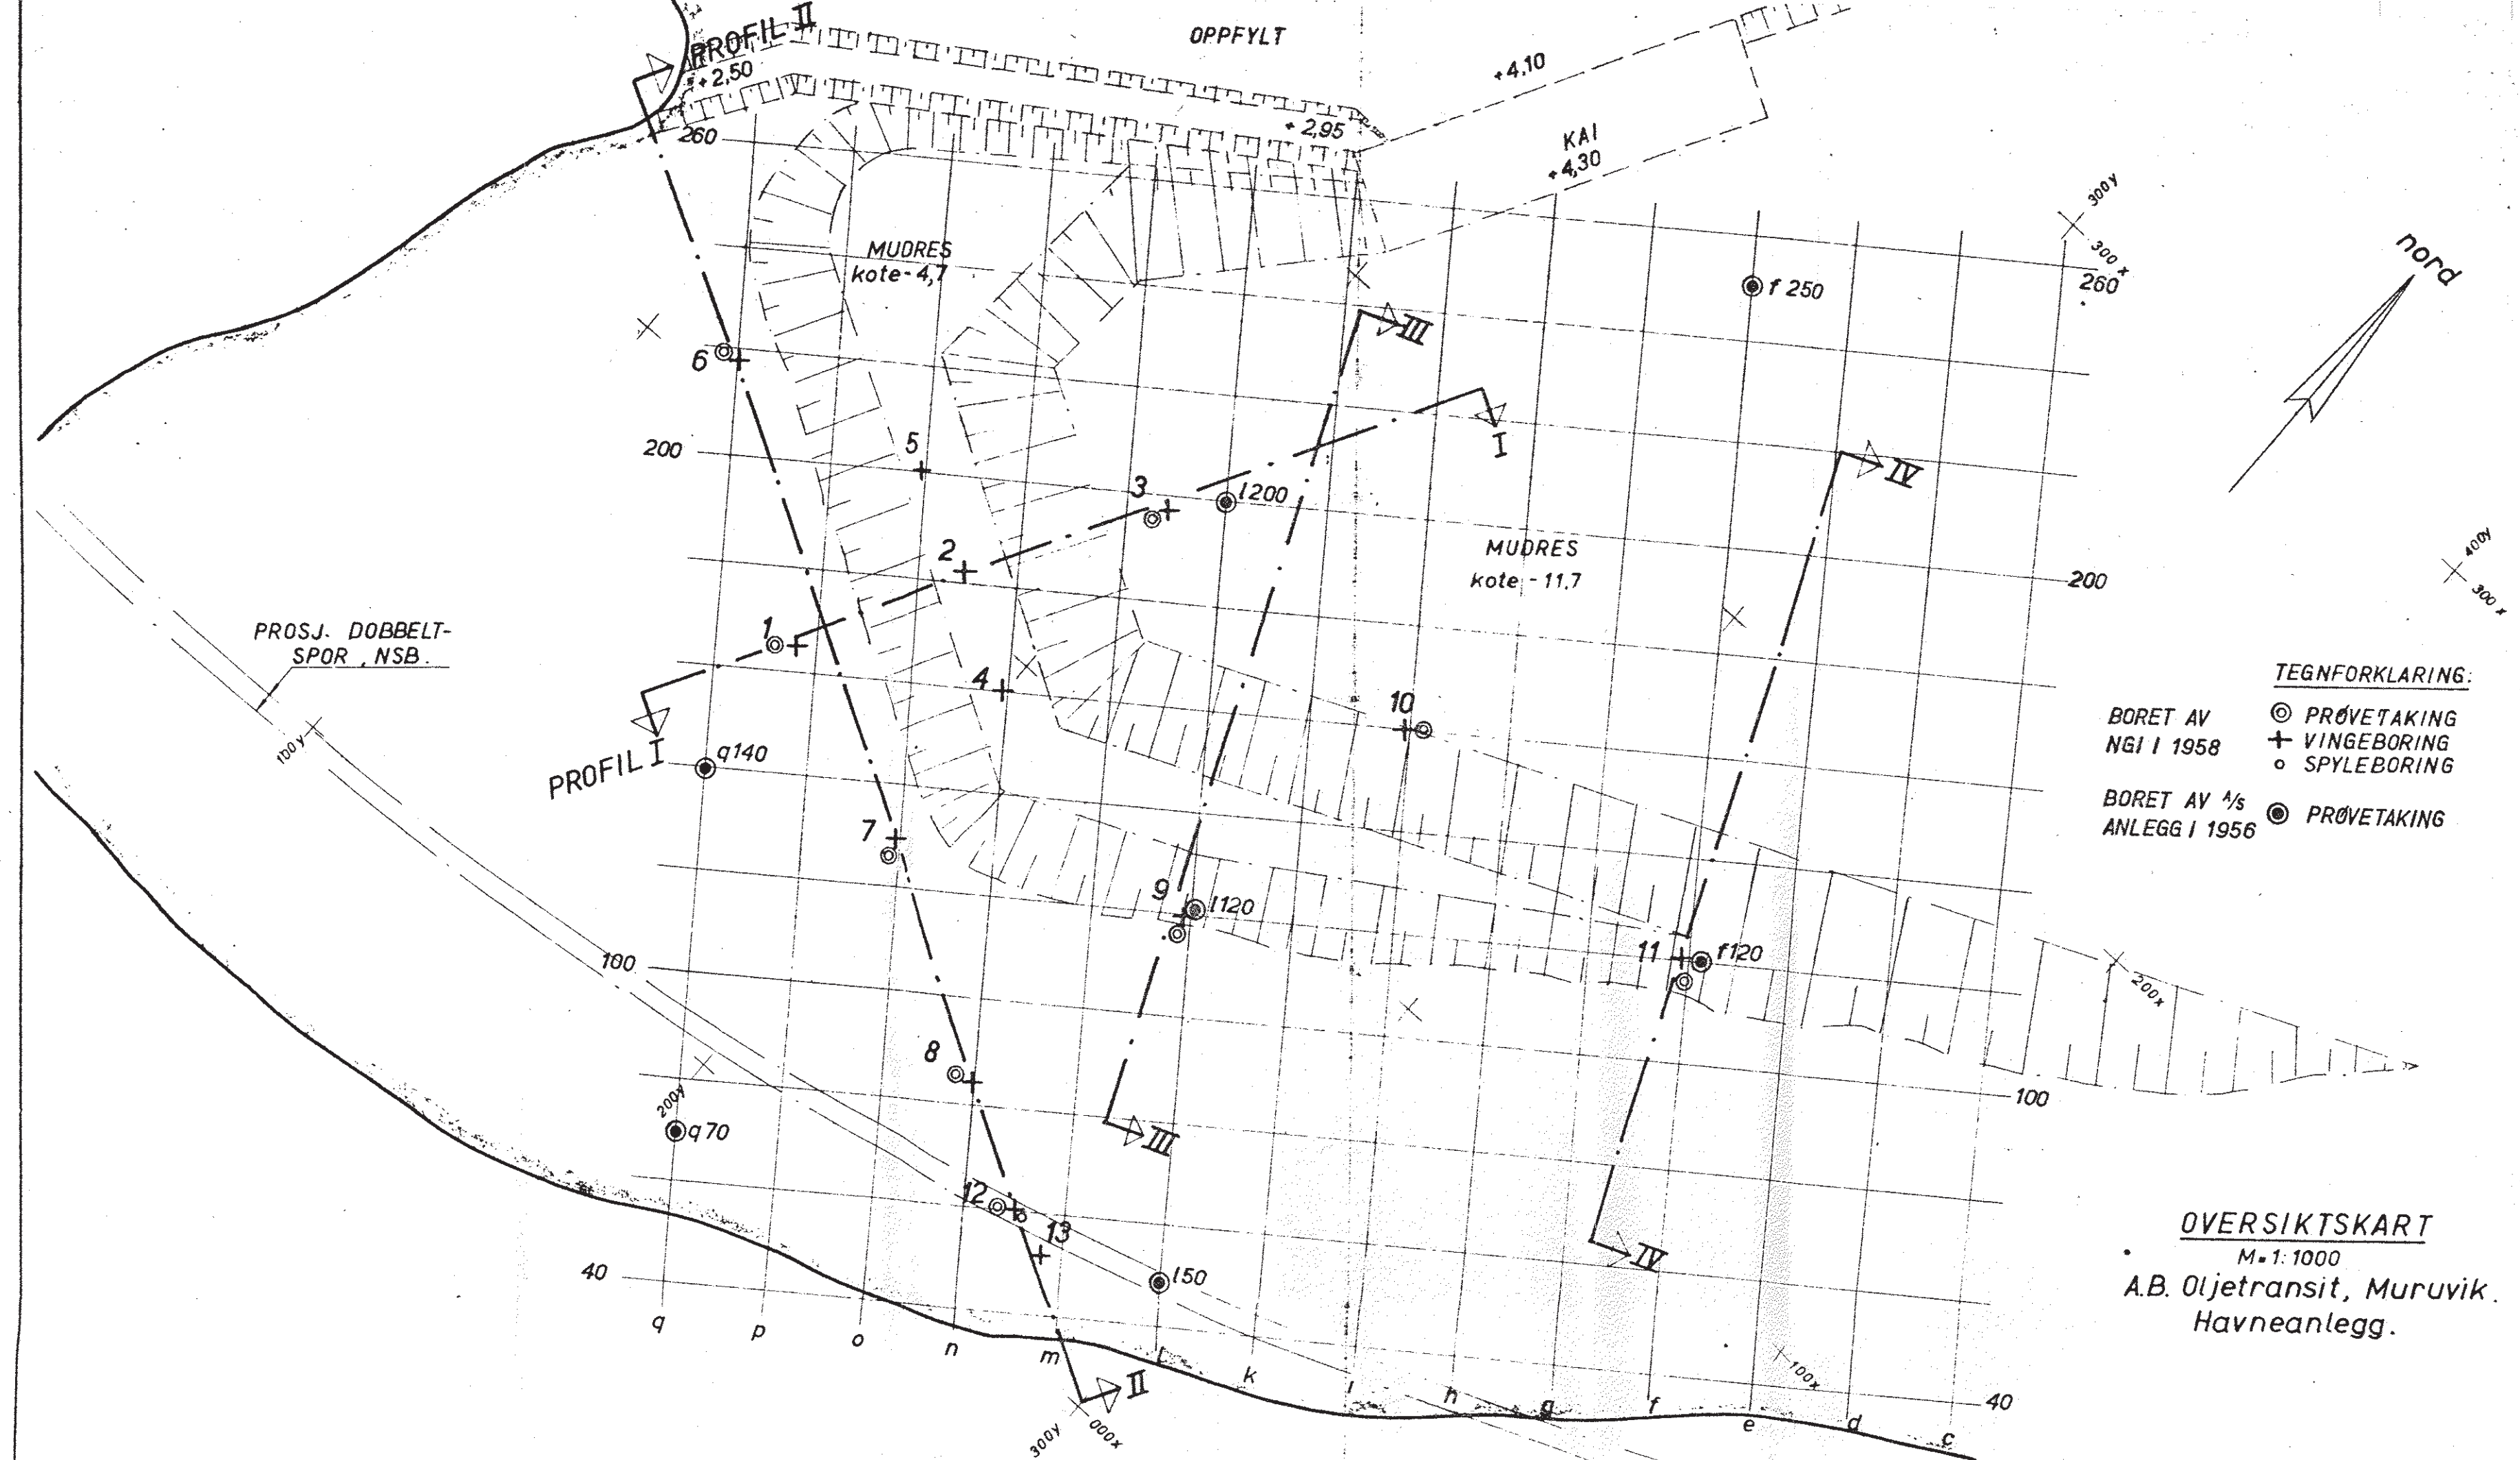 PROFIL II
+ 2,50
OPPFYLT
+4,10
+ 2,95
KAI
+4,30
260
300y
300 x
260
nord
MUDRES
kote - 4,7
f 250
III
6
I
5
200
IV
3
l200
2
MUDRES
kote - 11,7
200
400y
300 x
1
PROSJ. DOBBELT-
SPOR , NSB.
4
10
TEGNFORKLARING:
BORET AV
NGI I 1958
PRØVETAKING
VINGEBORING
SPYLEBORING
BORET AV A/S
ANLEGG I 1956
PRØVETAKING
100y
PROFIL I
q140
7
9
l120
11
f120
100
200x
8
100
200y
q70
III
12
13
IV
l50
40
OVERSIKTSKART
M=1:1000
A.B. Oljetransit, Muruvik.
Havneanlegg.
q
p
o
n
m
l
k
i
h
g
f
e
d
c
100x
40
II
300y
000x